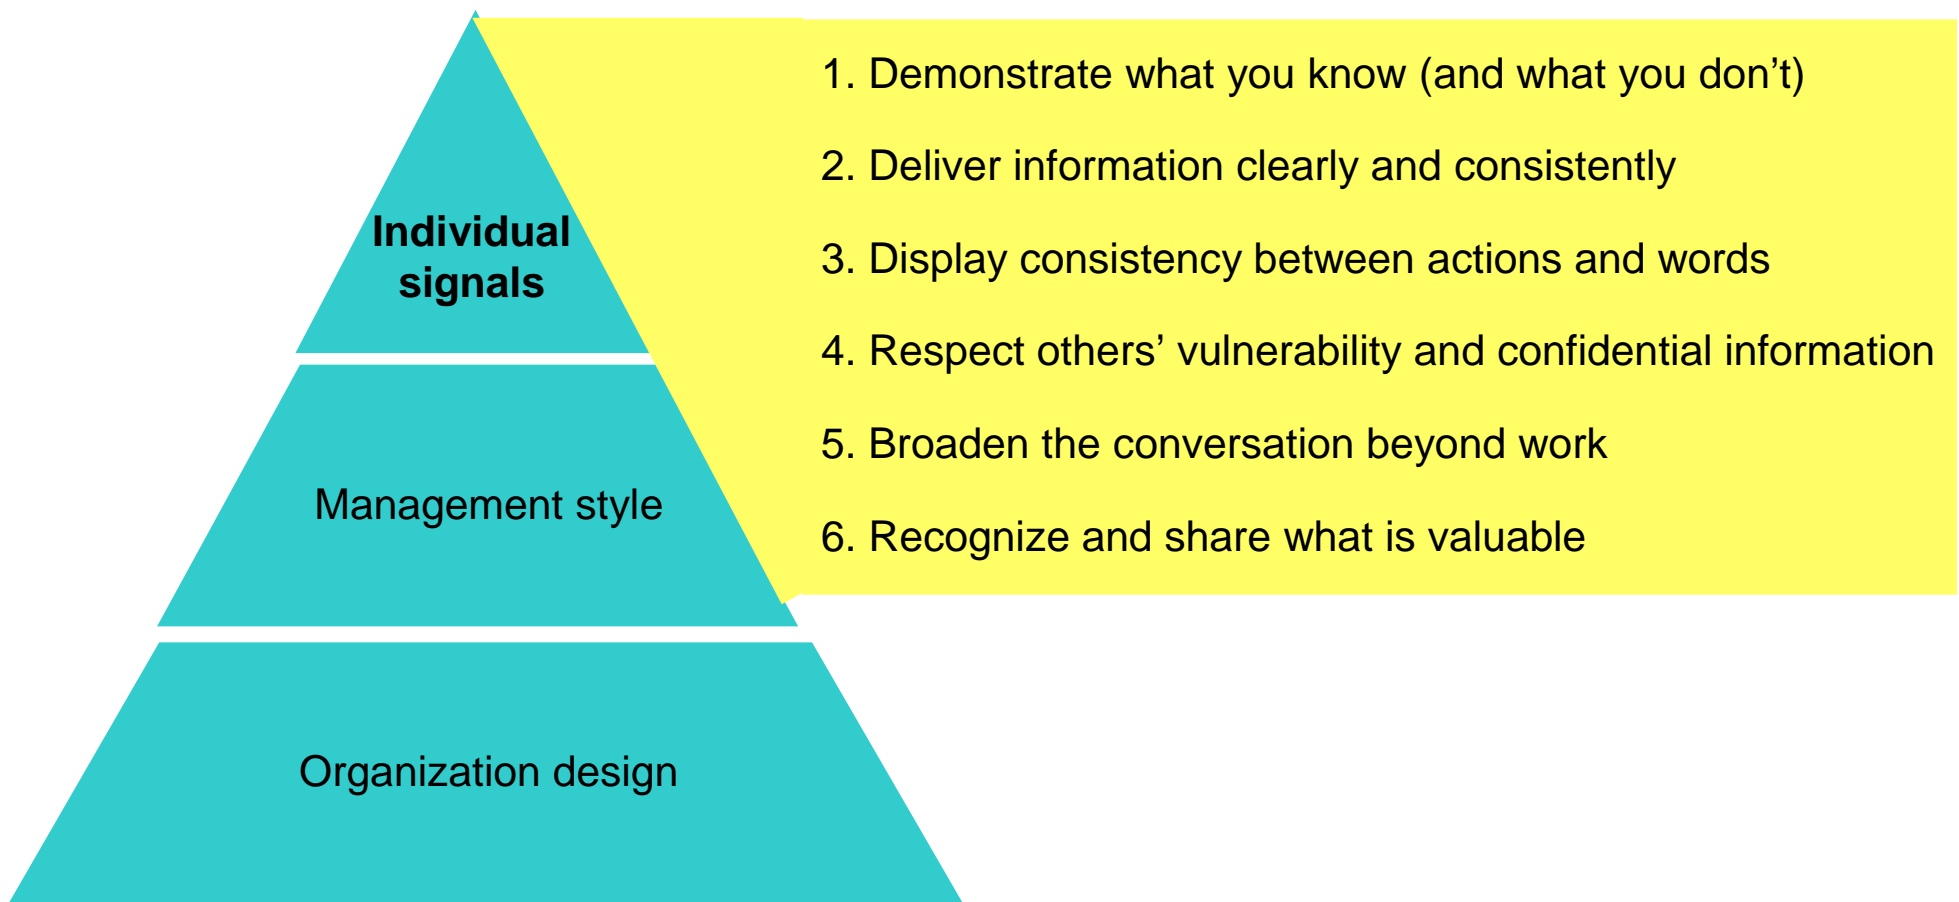 Individual
signals
Management style
Organization design
1. Demonstrate what you know (and what you don’t)
2. Deliver information clearly and consistently
3. Display consistency between actions and words
4. Respect others’ vulnerability and confidential information
5. Broaden the conversation beyond work
6. Recognize and share what is valuable